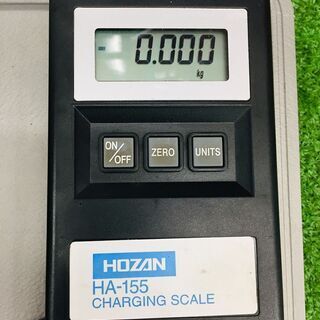 - 0.000
kg
ON/OFF ZERO UNITS
HOZAN
HA-155
CHARGING SCALE